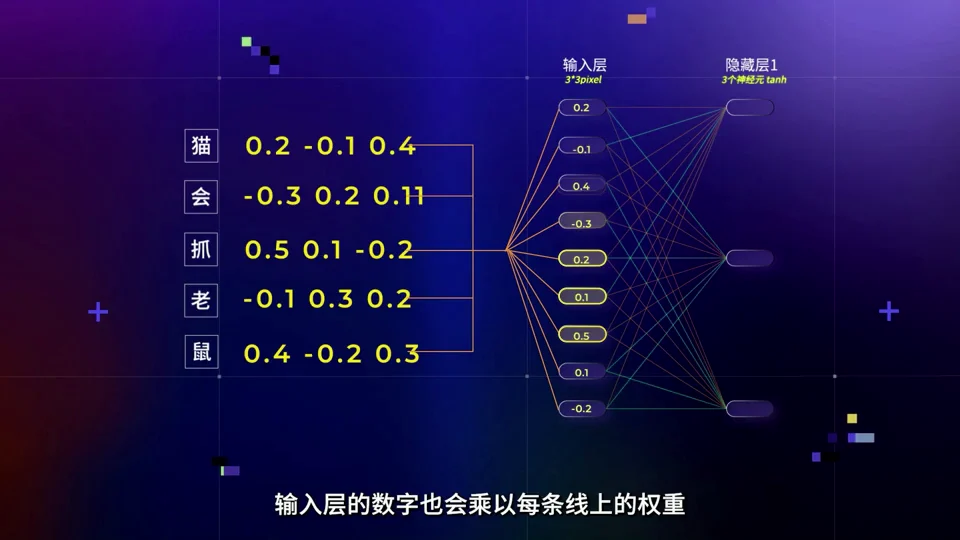 输入层
3*3pixel
隐藏层1
3个神经元 tanh
猫 0.2 -0.1 0.4
会 -0.3 0.2 0.11
抓 0.5 0.1 -0.2
老 -0.1 0.3 0.2
鼠 0.4 -0.2 0.3
0.2
-0.1
0.4
-0.3
0.2
0.1
0.5
0.1
-0.2
输入层的数字也会乘以每条线上的权重